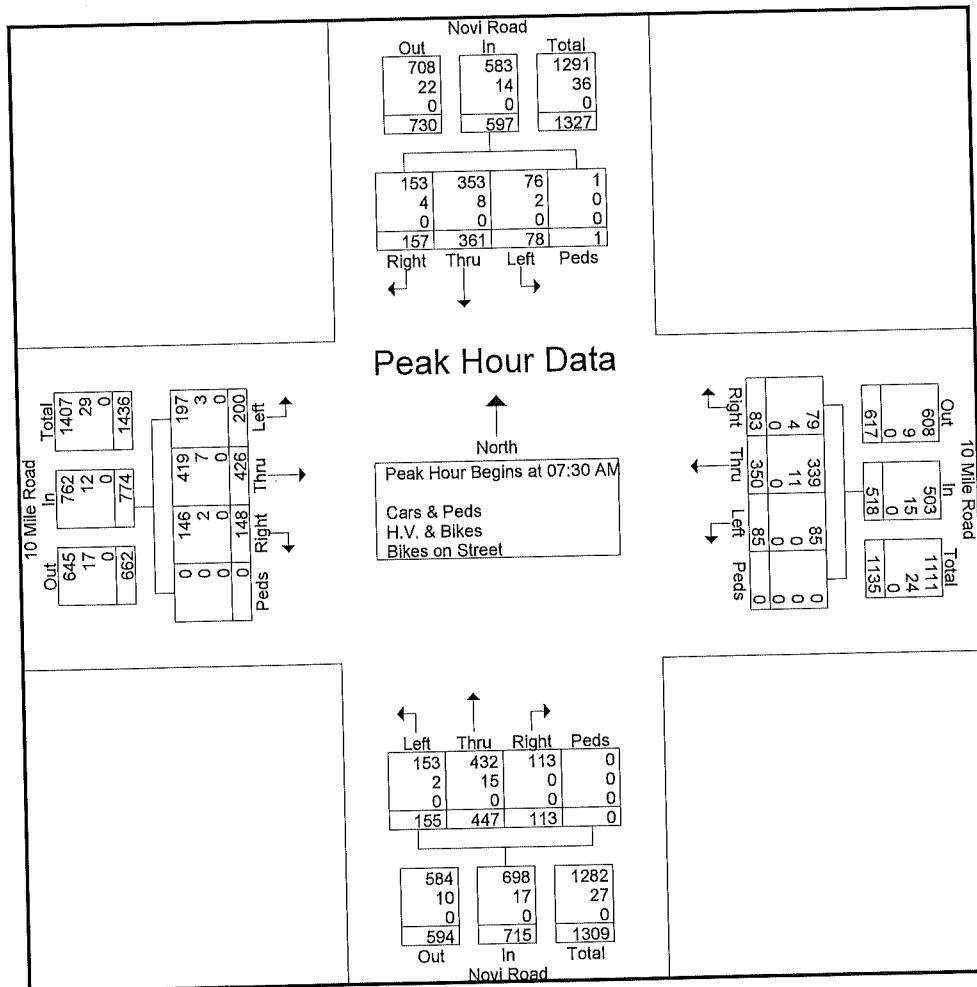 Novi Road
Out In Total
708 583 1291
22 14 36
0 0 0
730 597 1327
153 353 76 1
4 8 2 0
0 0 0 0
157 361 78 1
Right Thru Left Peds
Peak Hour Data
North
Peak Hour Begins at 07:30 AM
Cars & Peds
H.V. & Bikes
Bikes on Street
10 Mile Road
Out In Total
645 762 1407
17 12 29
0 0 0
662 774 1436
Left Thru Right Peds
197 419 146 0
3 7 2 0
0 0 0 0
200 426 148 0
10 Mile Road
Out In Total
608 503 1111
9 15 24
0 0 0
617 518 1135
Right Thru Left Peds
79 339 85 0
4 11 0 0
0 0 0 0
83 350 85 0
Left Thru Right Peds
153 432 113 0
2 15 0 0
0 0 0 0
155 447 113 0
584 698 1282
10 17 27
0 0 0
594 715 1309
Out In Total
Novi Road